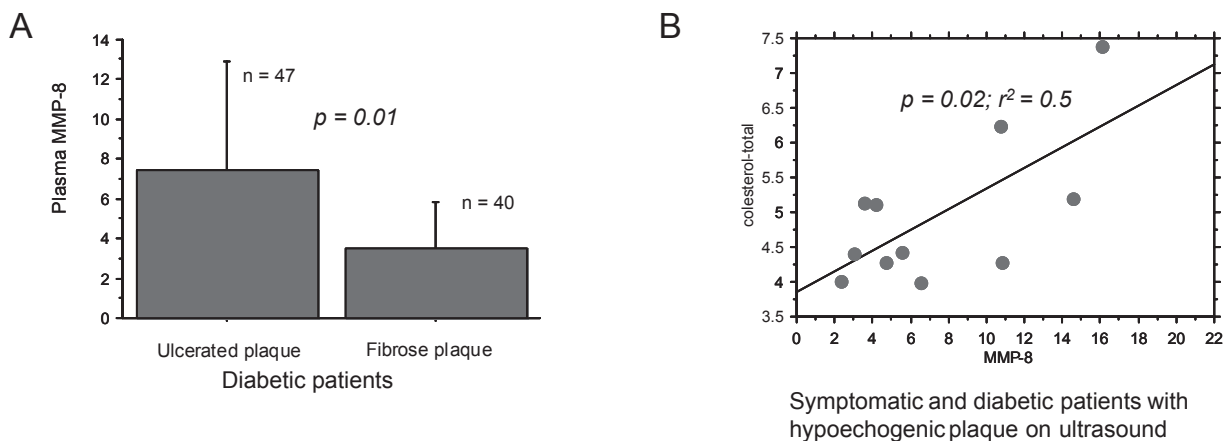 A
Plasma MMP-8
14
12
10
8
6
4
2
0
n = 47
p = 0.01
n = 40
Ulcerated plaque
Fibrose plaque
Diabetic patients
B
colesterol-total
7.5
7
6.5
6
5.5
5
4.5
4
3.5
p = 0.02; r² = 0.5
0 2 4 6 8 10 12 14 16 18 20 22
MMP-8
Symptomatic and diabetic patients with
hypoechogenic plaque on ultrasound